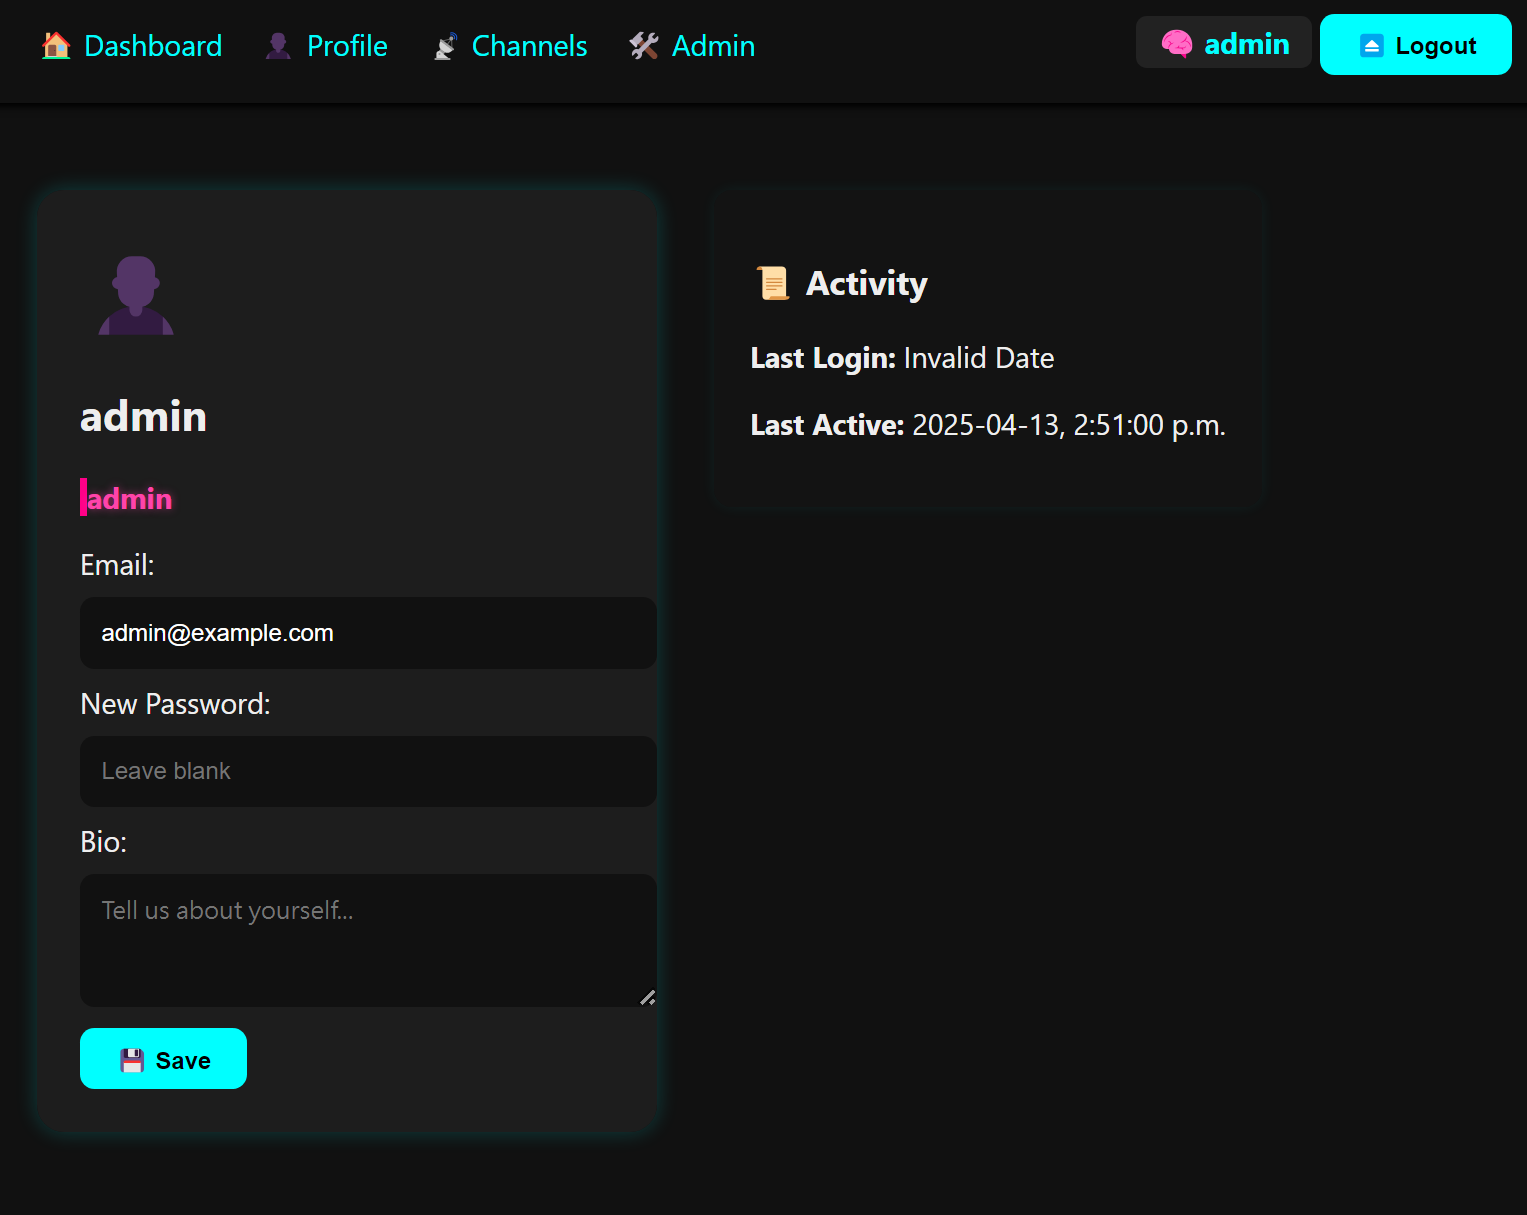 Dashboard Profile Channels Admin admin Logout
admin
admin
Email:
admin@example.com
New Password:
Leave blank
Bio:
Tell us about yourself...
Save
Activity
Last Login: Invalid Date
Last Active: 2025-04-13, 2:51:00 p.m.